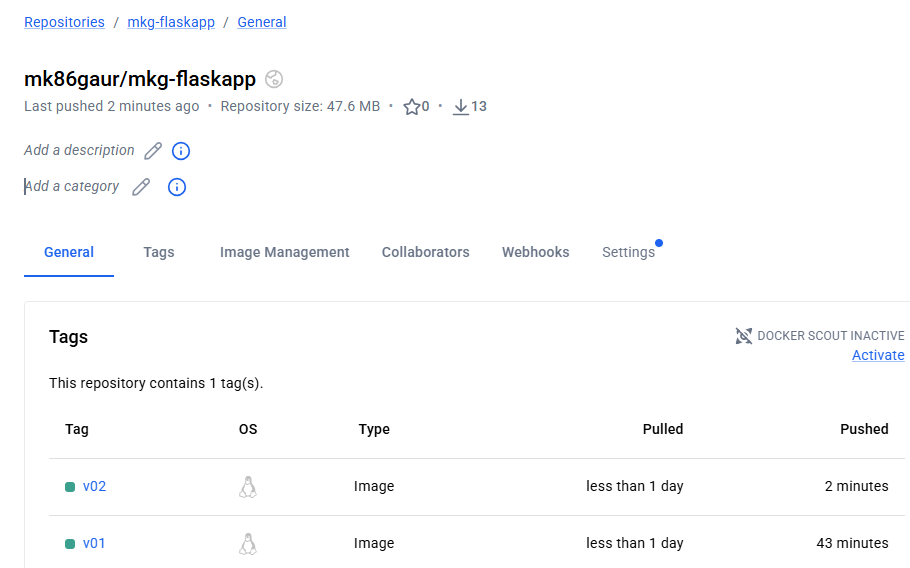 Repositories / mkg-flaskapp / General
mk86gaur/mkg-flaskapp
Last pushed 2 minutes ago • Repository size: 47.6 MB • 0 • 13
Add a description
Add a category
General Tags Image Management Collaborators Webhooks Settings
Tags
DOCKER SCOUT INACTIVE
Activate
This repository contains 1 tag(s).
Tag OS Type Pulled Pushed
v02 Image less than 1 day 2 minutes
v01 Image less than 1 day 43 minutes